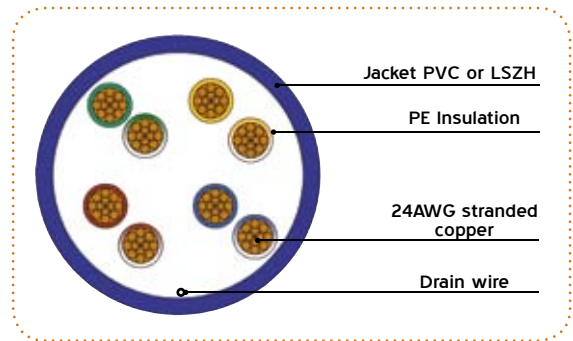 Jacket PVC or LSZH
PE Insulation
24AWG stranded
copper
Drain wire